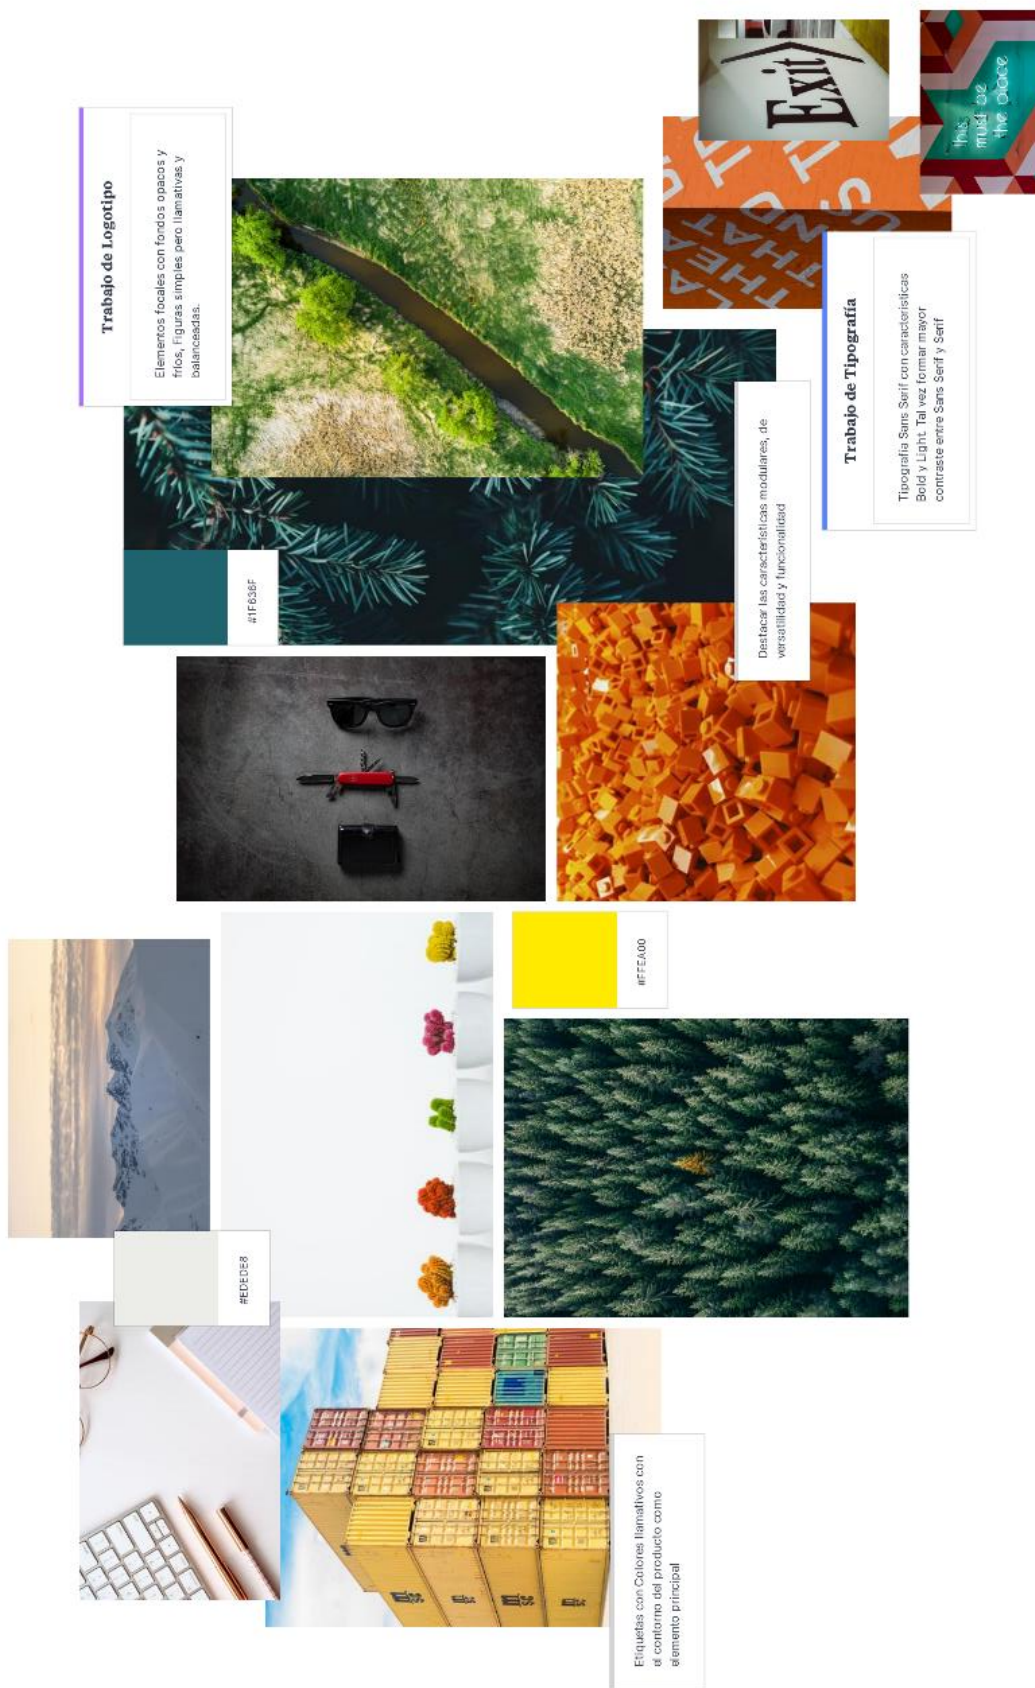 Trabajo de Logotipo
Elementos focales con fondos opacos y
fríos, Figuras simples pero llamativas y
balanceadas.
#EDEDE8
#1F636F
#FFEA00
Etiquetas con Colores llamativos con
el contorno del producto como
elemento principal
Destacar las características modulares, de
versatilidad y funcionalidad
Exit
THAT
Trabajo de Tipografía
Tipografía Sans Serif con características
Bold y Light. Tal vez formar mayor
contraste entre Sans Serif y Serif
this
must be
the place